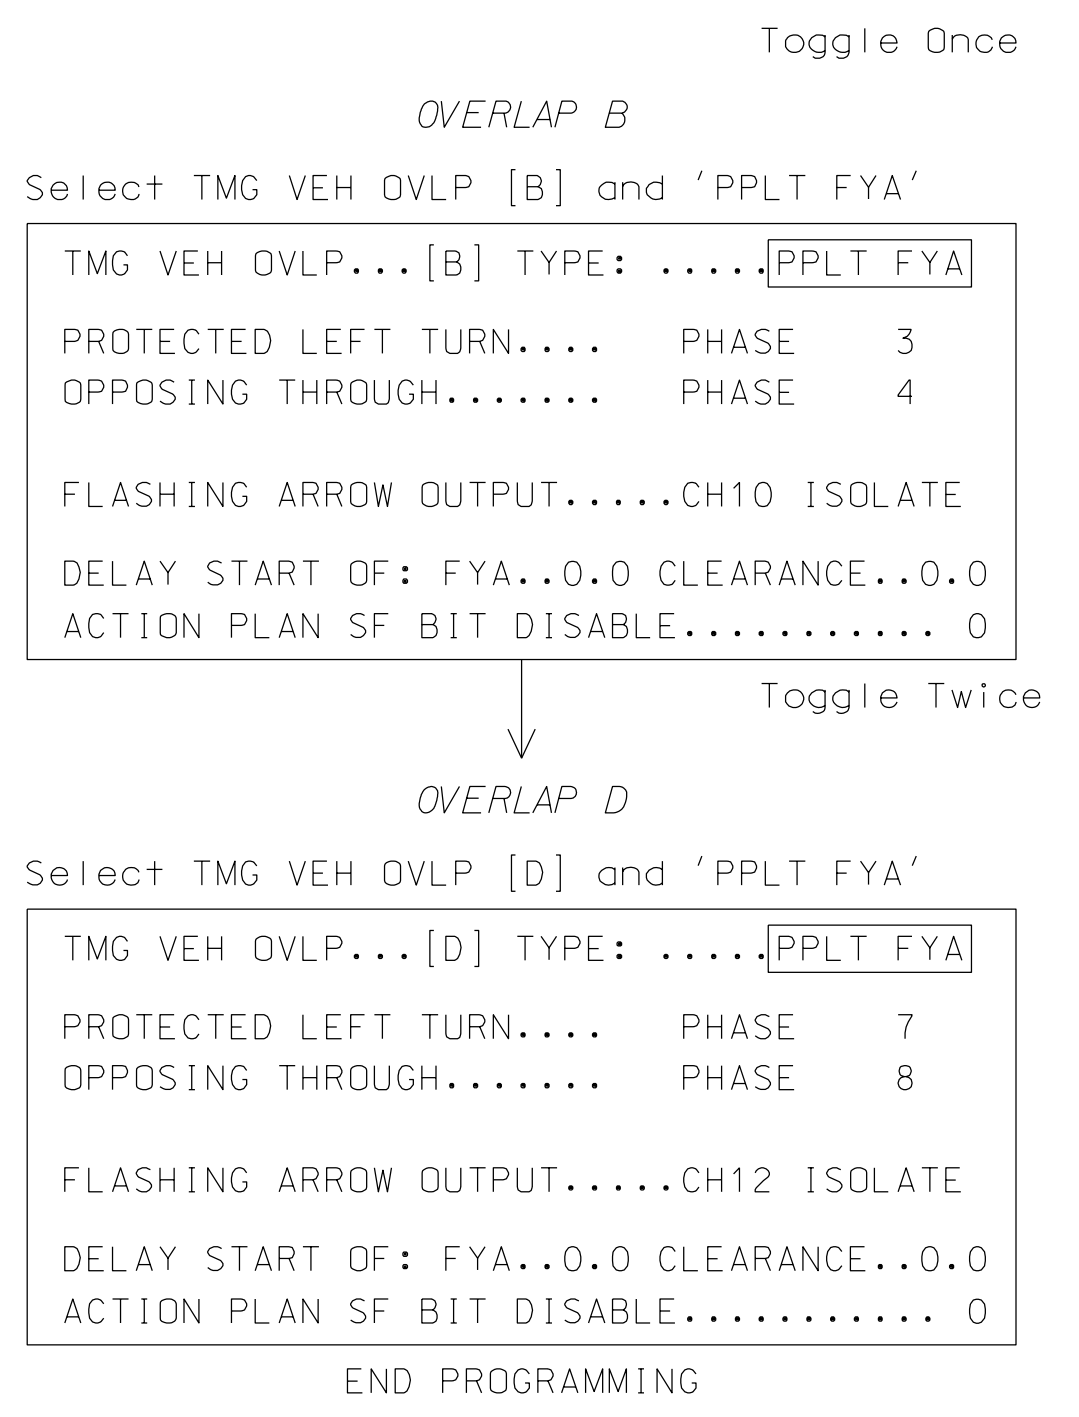 Toggle Once
OVERLAP B
Select TMG VEH OVLP [B] and 'PPLT FYA'
TMG VEH OVLP...[B] TYPE: .....PPLT FYA
PROTECTED LEFT TURN.... PHASE 3
OPPOSING THROUGH....... PHASE 4
FLASHING ARROW OUTPUT.....CH10 ISOLATE
DELAY START OF: FYA..0.0 CLEARANCE..0.0
ACTION PLAN SF BIT DISABLE........... 0
Toggle Twice
OVERLAP D
Select TMG VEH OVLP [D] and 'PPLT FYA'
TMG VEH OVLP...[D] TYPE: .....PPLT FYA
PROTECTED LEFT TURN.... PHASE 7
OPPOSING THROUGH....... PHASE 8
FLASHING ARROW OUTPUT.....CH12 ISOLATE
DELAY START OF: FYA..0.0 CLEARANCE..0.0
ACTION PLAN SF BIT DISABLE........... 0
END PROGRAMMING